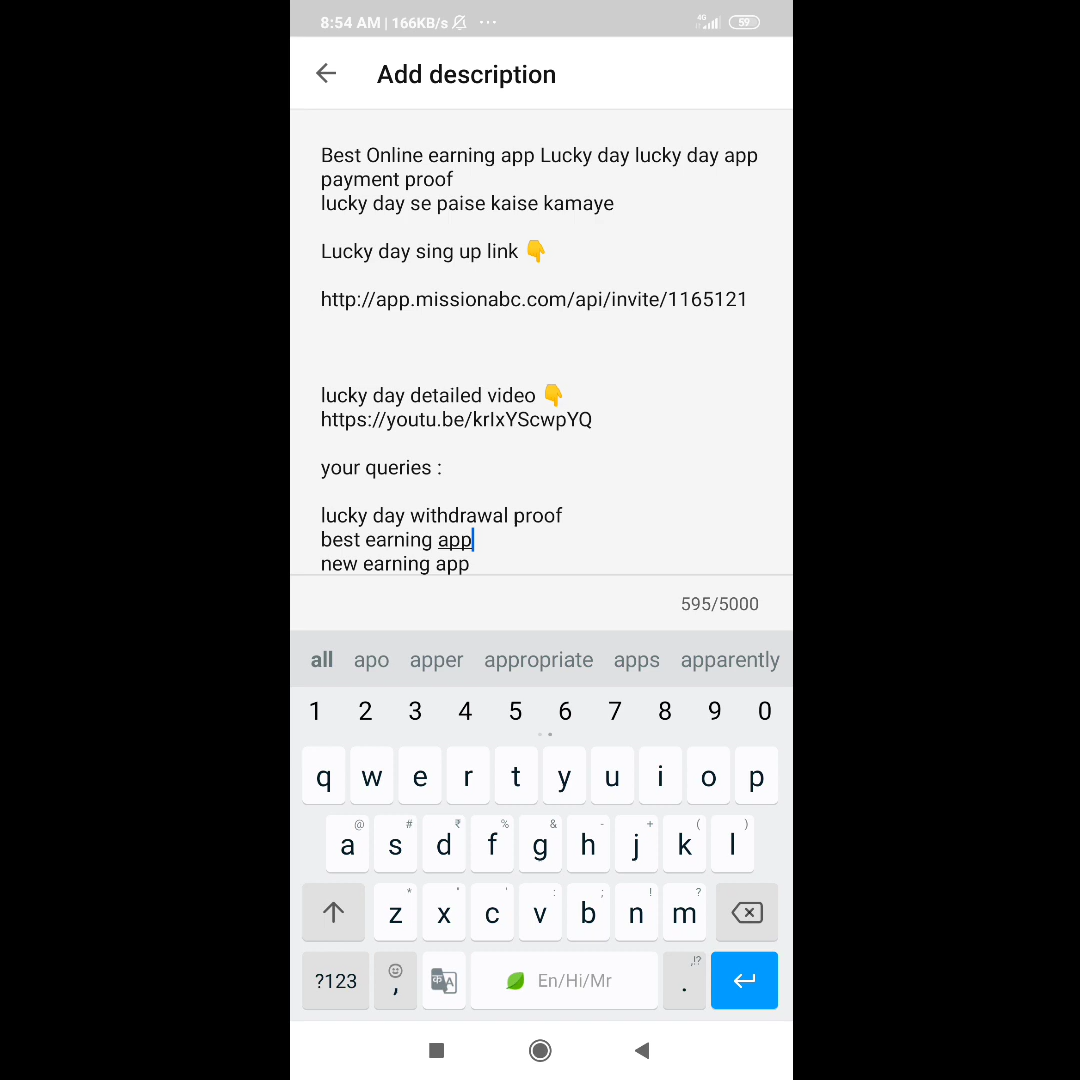 8:54 AM | 166KB/s ... 4G 59
Add description
Best Online earning app Lucky day lucky day app
payment proof
lucky day se paise kaise kamaye
Lucky day sing up link 👇
http://app.missionabc.com/api/invite/1165121
lucky day detailed video 👇
https://youtu.be/krIxYScwpYQ
your queries :
lucky day withdrawal proof
best earning app
new earning app
595/5000
all apo apper appropriate apps apparently
1 2 3 4 5 6 7 8 9 0
q w e r t y u i o p
@ # ₹ % & - + ( )
a s d f g h j k l
* " ' : ; ! ?
z x c v b n m
,!?
?123 , क A En/Hi/Mr .